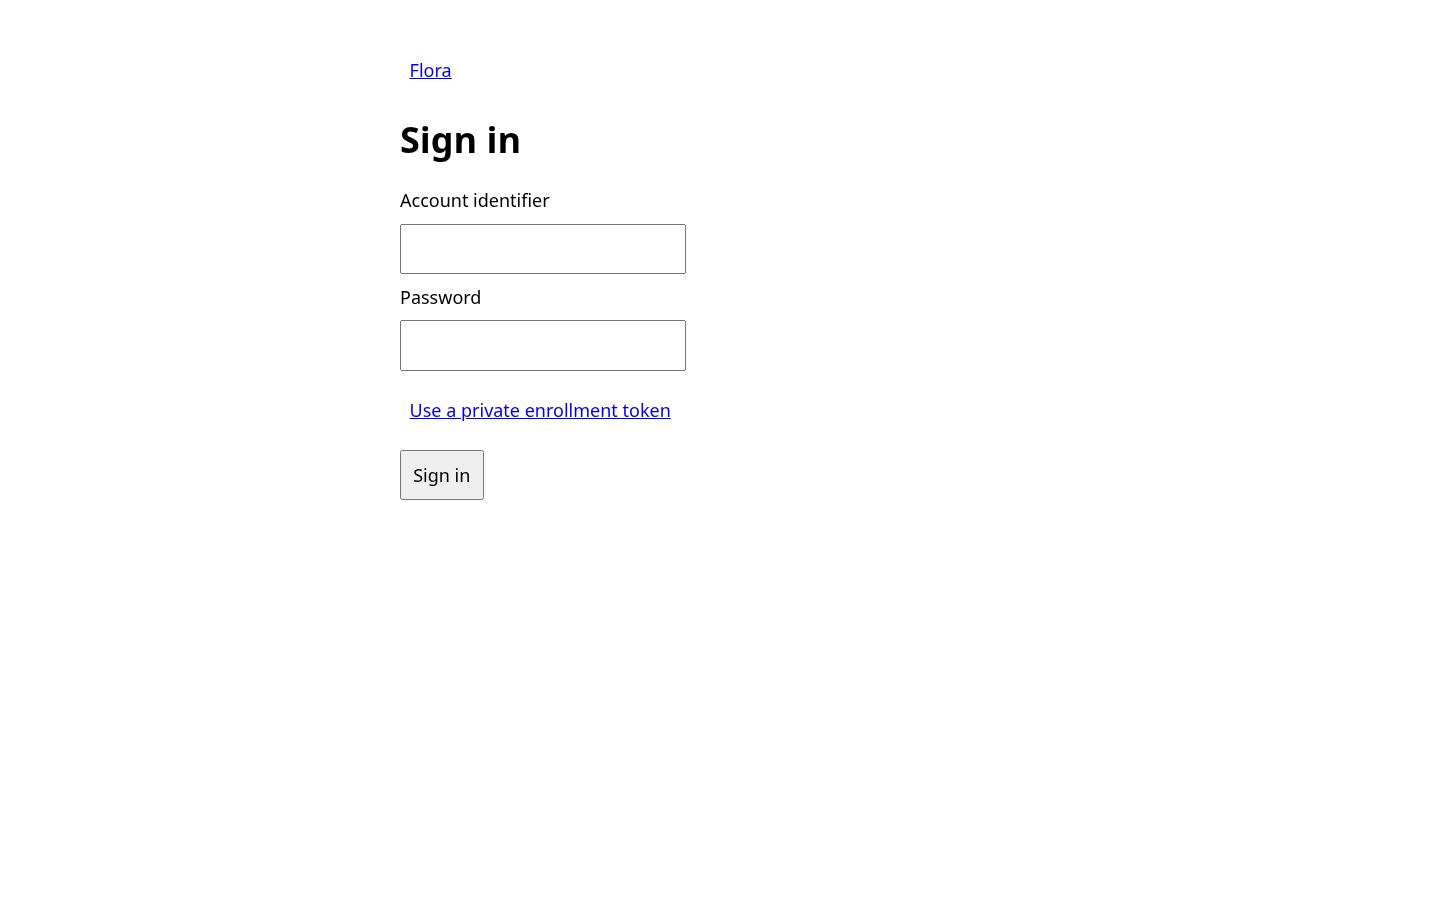 Flora
Sign in
Account identifier
Password
Use a private enrollment token
Sign in